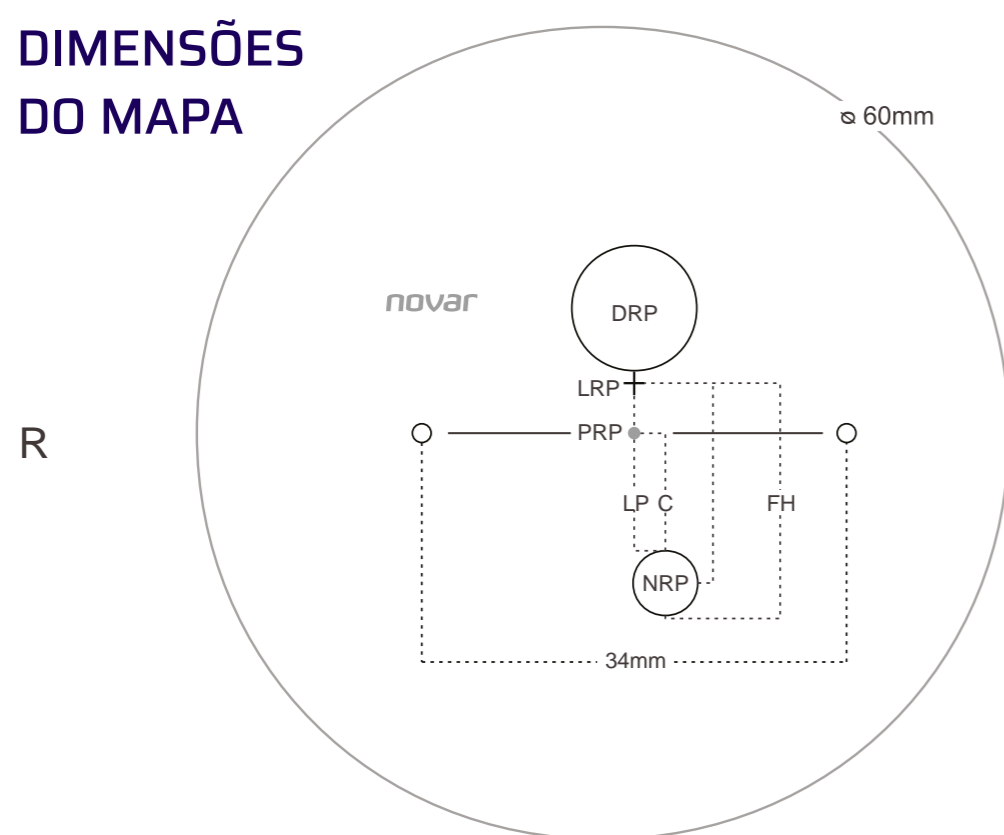 DIMENSÕES
DO MAPA
⌀ 60mm
novar
DRP
LRP
PRP
R
LP C FH
NRP
34mm